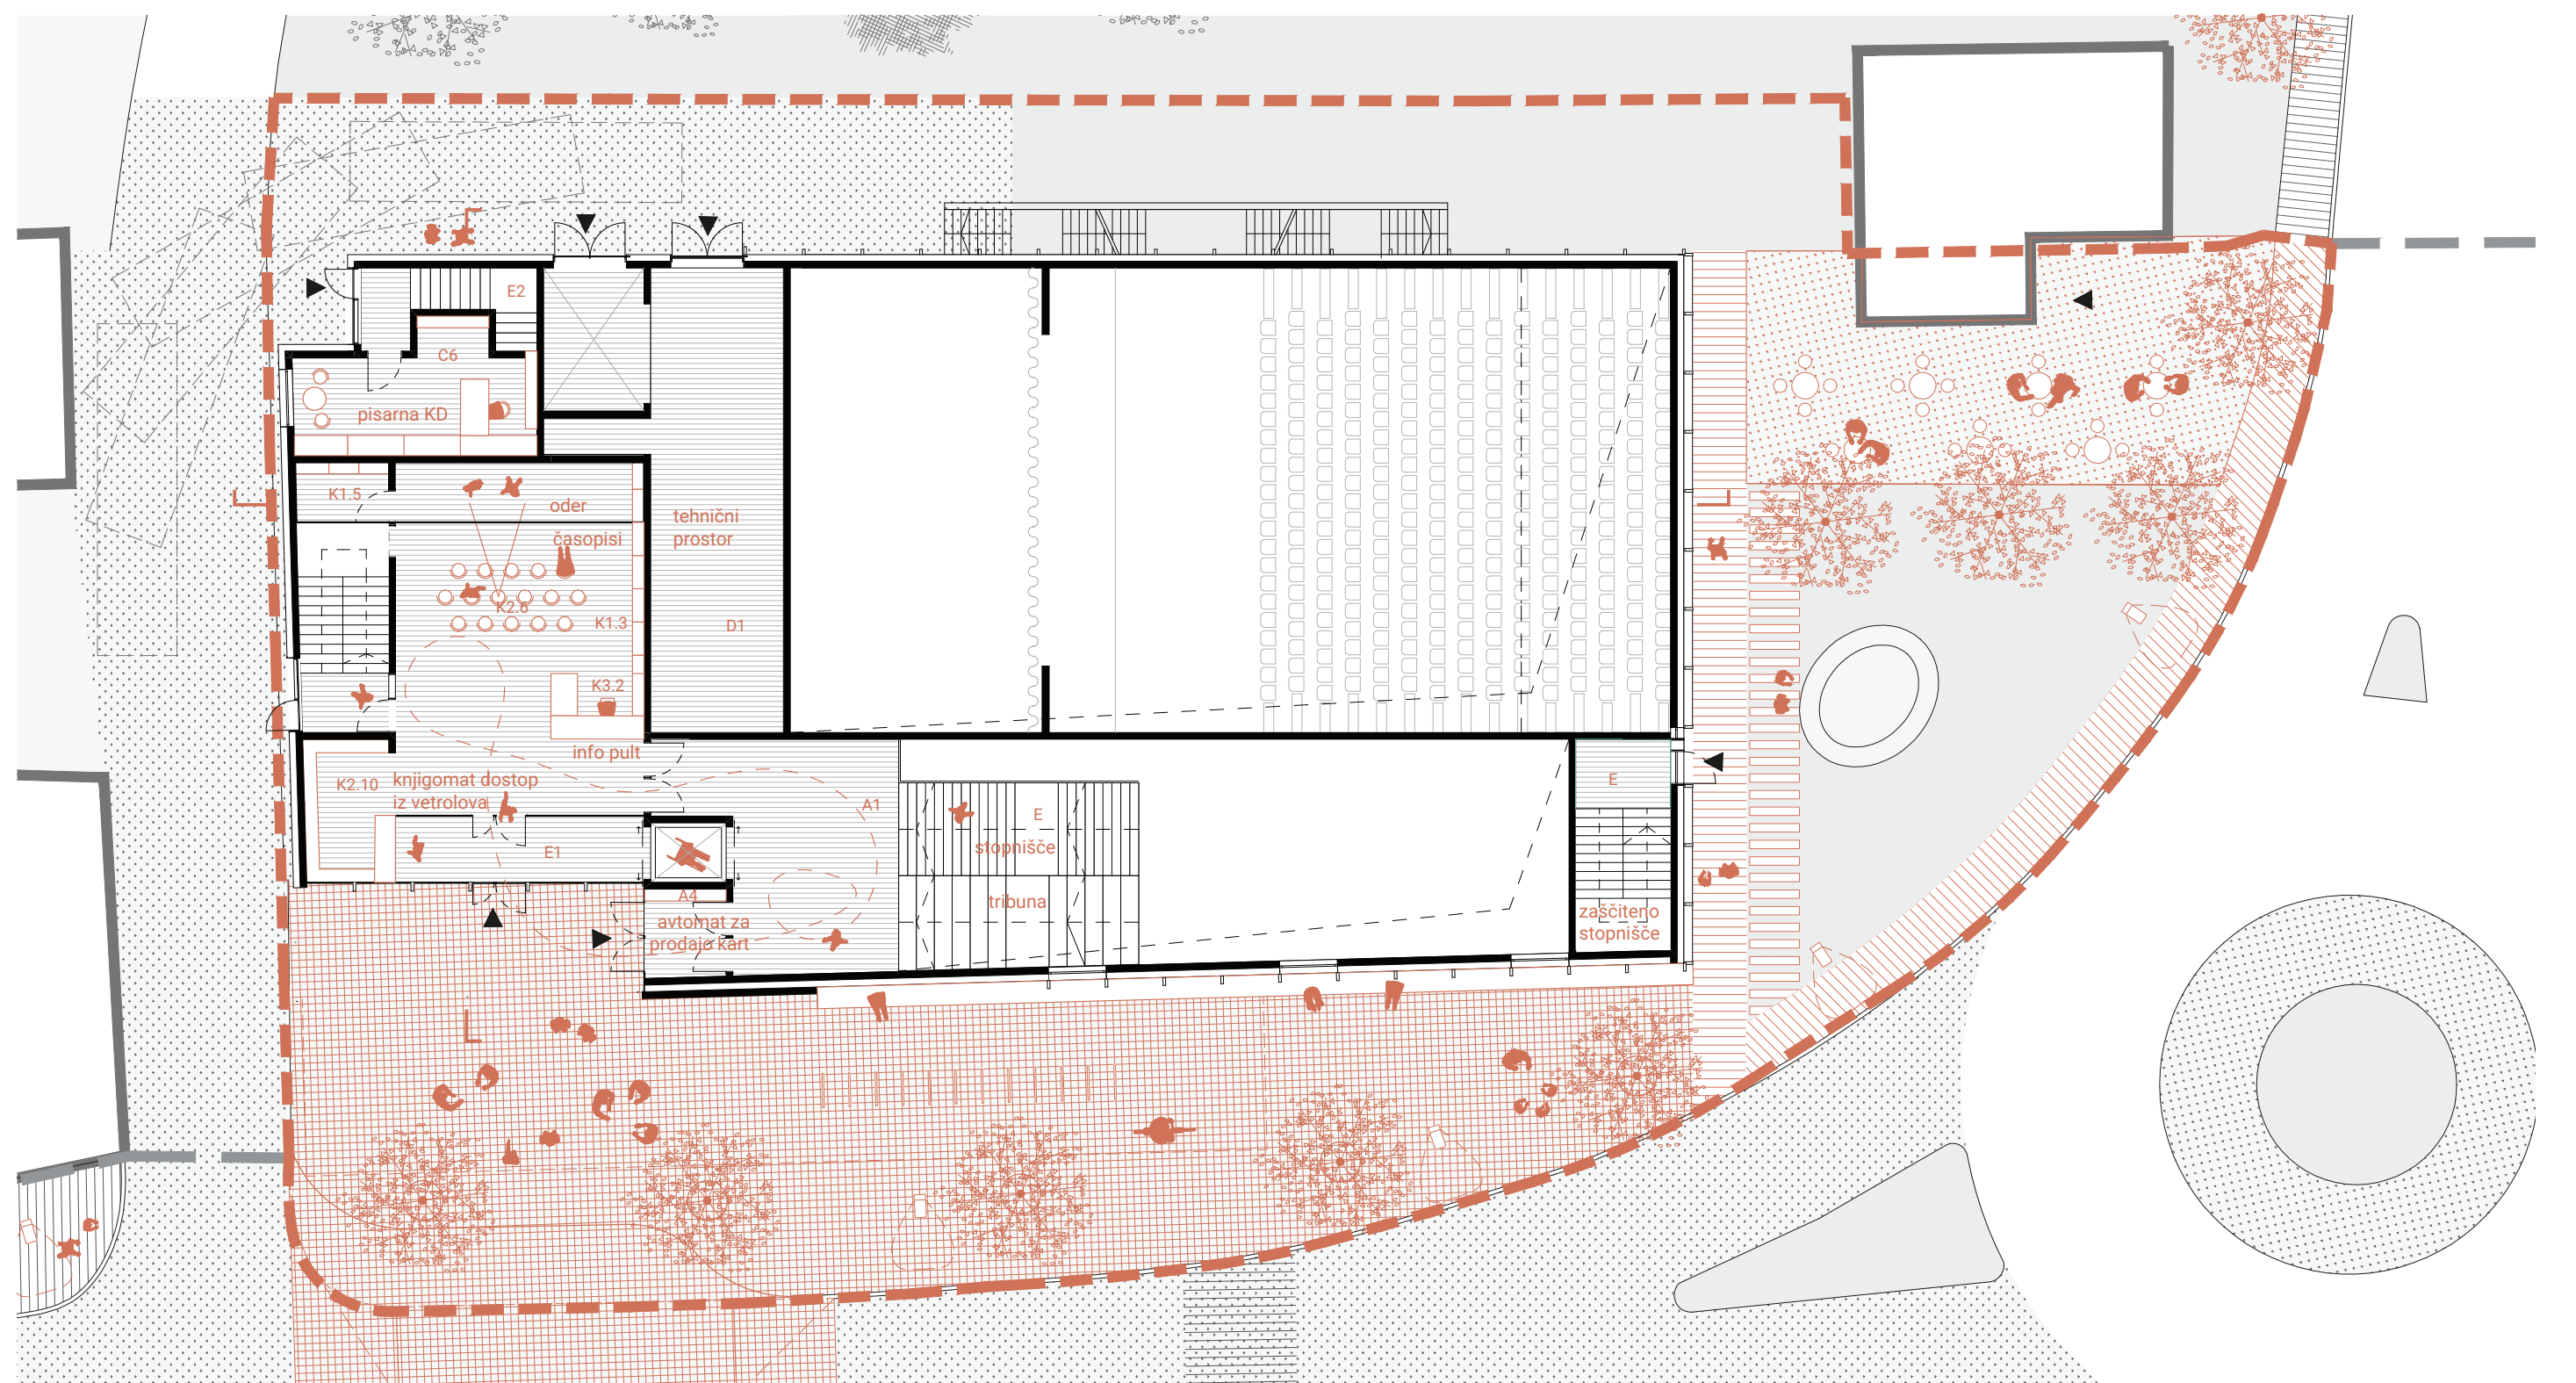 E2
C6
pisarna KD
K1.5
oder
časopisi
tehnični
prostor
K2.6
K1.3
D1
K3.2
info pult
K2.10
knjigomat dostop
iz vetrolova
E1
A1
E
stopnišče
tribuna
A4
avtomat za
prodajo kart
E
zaščiteno
stopnišče